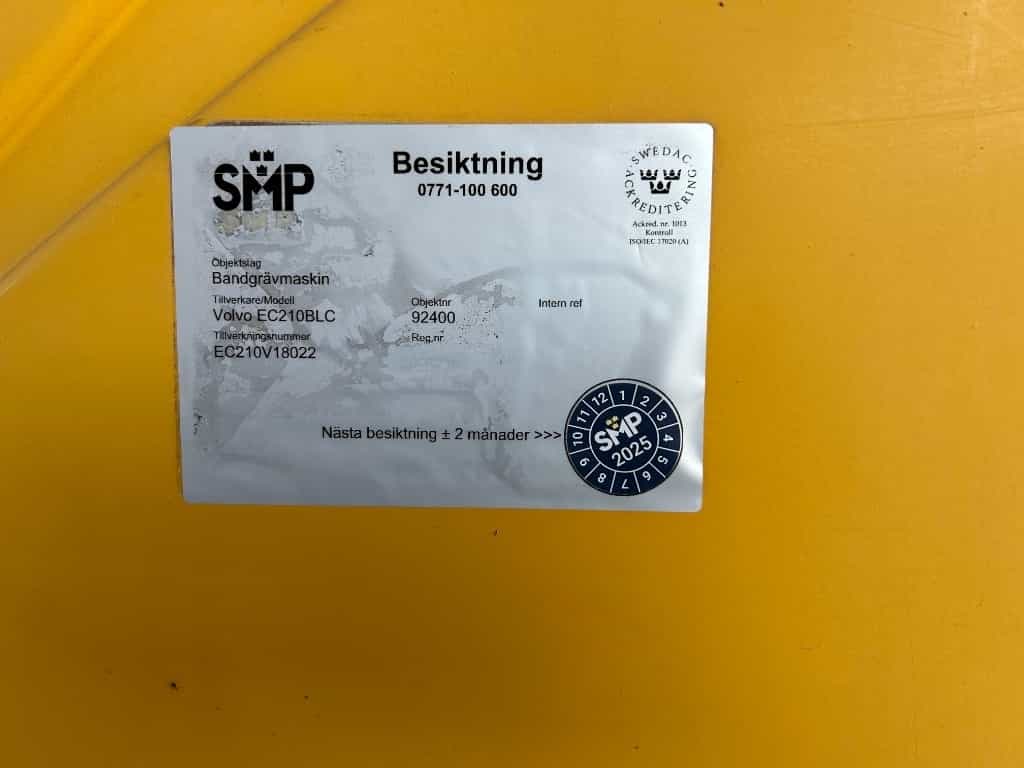 SMP
Besiktning
0771-100 600
SWEDAC
ACKREDITERING
Ackred. nr. 1013
Kontroll
ISO/IEC 17020 (A)
Objektslag
Bandgrävmaskin
Tillverkare/Modell
Volvo EC210BLC
Objektnr
92400
Intern ref
Tillverkningsnummer
EC210V18022
Reg.nr
Nästa besiktning ± 2 månader >>>
1 2 3 4 5 6 7 8 9 10 11 12
SMP
2025